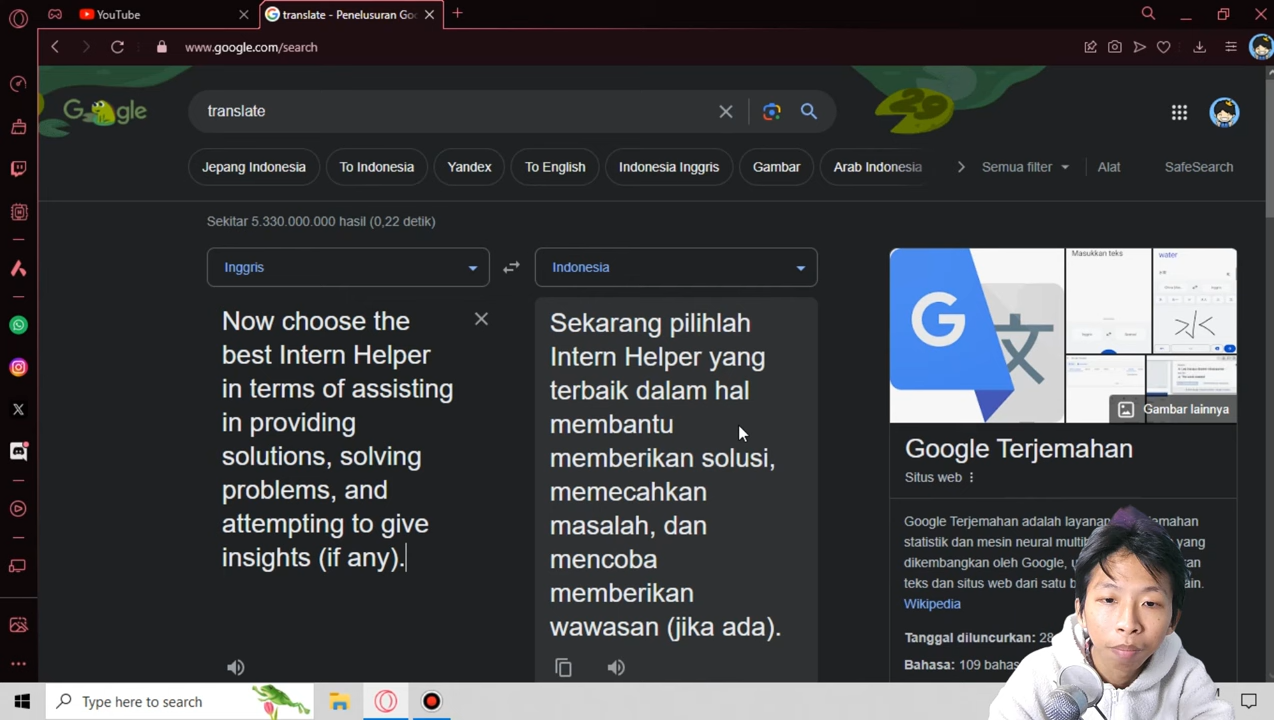 YouTube
translate - Penelusuran Goo
www.google.com/search
translate
Jepang Indonesia
To Indonesia
Yandex
To English
Indonesia Inggris
Gambar
Arab Indonesia
Semua filter
Alat
SafeSearch
Sekitar 5.330.000.000 hasil (0,22 detik)
Inggris
Indonesia
Now choose the
best Intern Helper
in terms of assisting
in providing
solutions, solving
problems, and
attempting to give
insights (if any).
Sekarang pilihlah
Intern Helper yang
terbaik dalam hal
membantu
memberikan solusi,
memecahkan
masalah, dan
mencoba
memberikan
wawasan (jika ada).
Masukkan teks
water
Gambar lainnya
Google Terjemahan
Situs web
Google Terjemahan adalah layanan
statistik dan mesin neural multi
dikembangkan oleh Google,
teks dan situs web dari satu
Wikipedia
Tanggal diluncurkan: 28
Bahasa: 109 bahasa
Type here to search